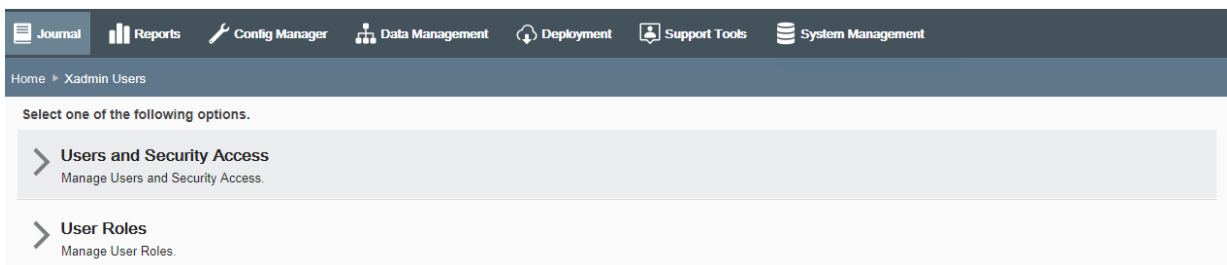 Journal Reports Config Manager Data Management Deployment Support Tools System Management
Home Xadmin Users
Select one of the following options.
Users and Security Access
Manage Users and Security Access.
User Roles
Manage User Roles.